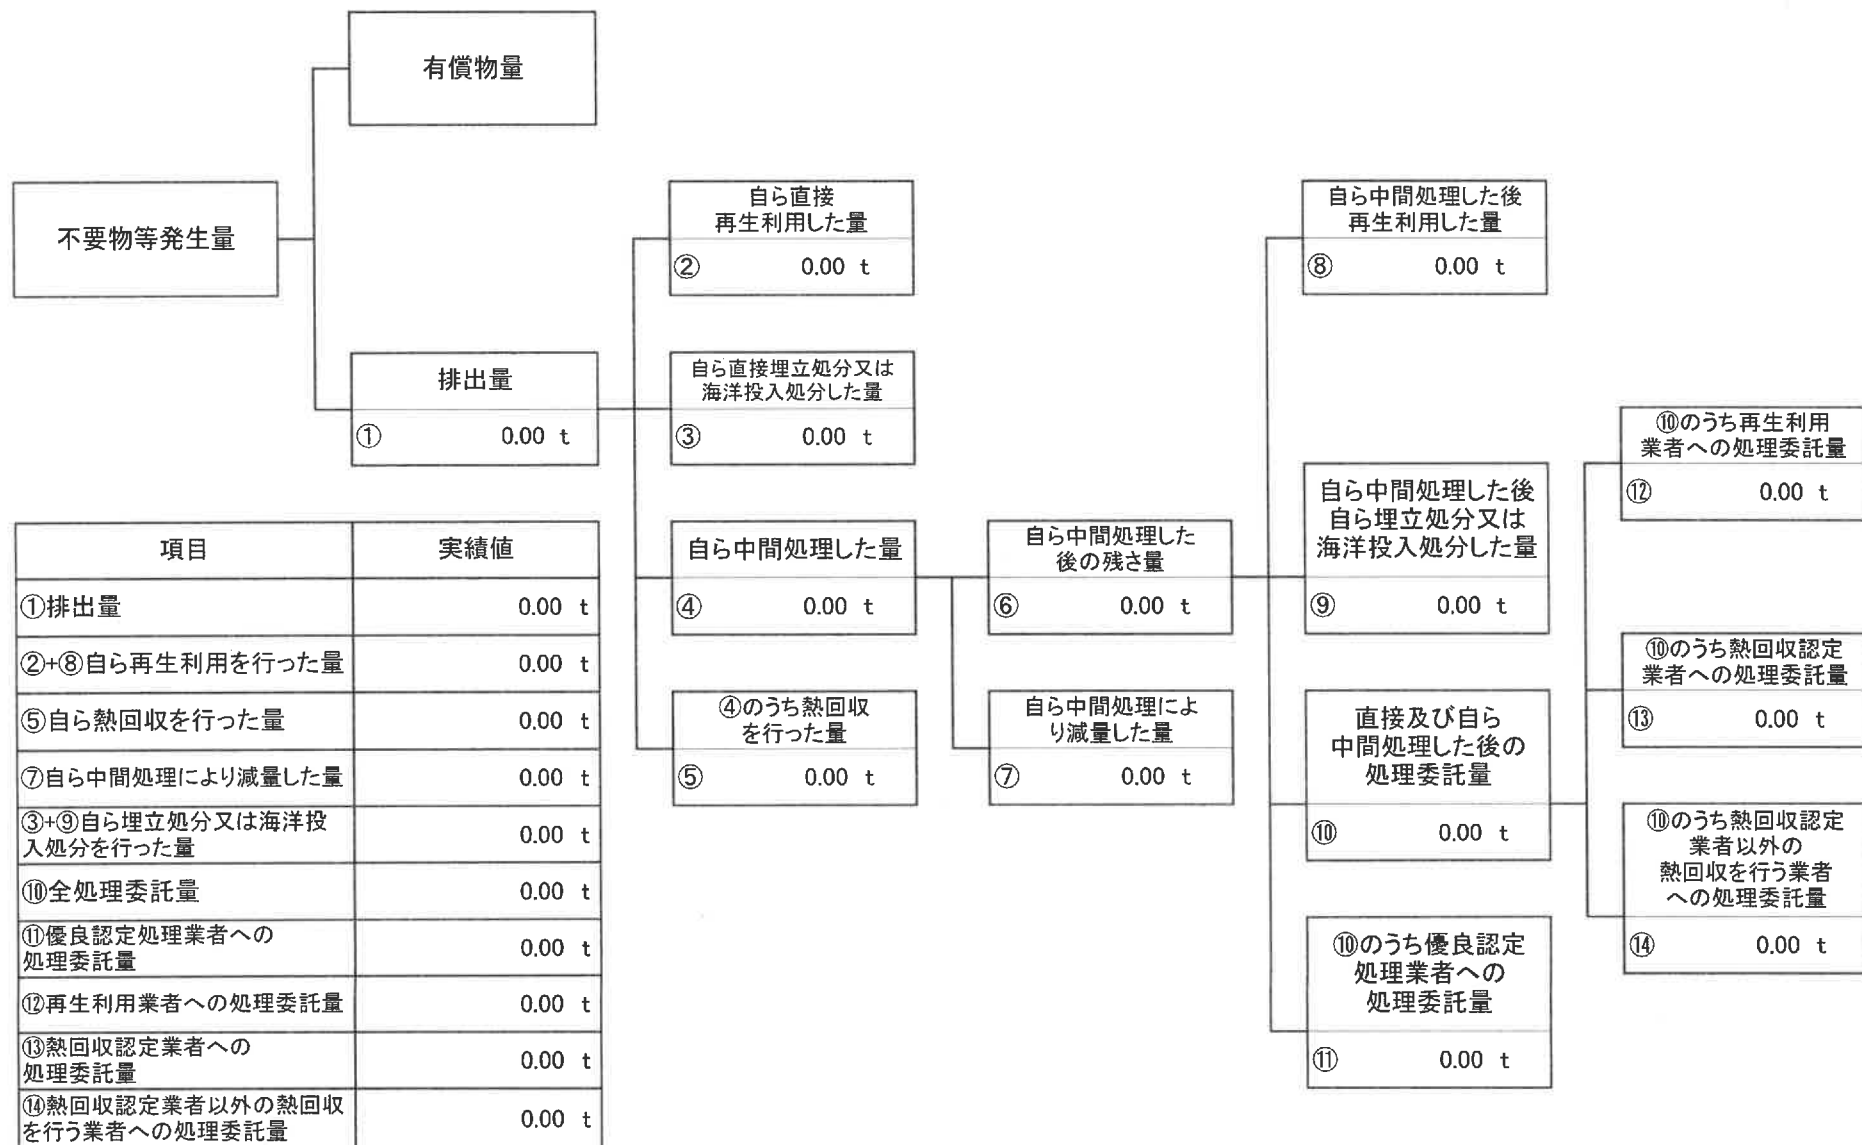 有償物量
不要物等発生量
排出量
① 0.00 t
自ら直接
再生利用した量
② 0.00 t
自ら直接埋立処分又は
海洋投入処分した量
③ 0.00 t
自ら中間処理した量
④ 0.00 t
④のうち熱回収
を行った量
⑤ 0.00 t
自ら中間処理した
後の残さ量
⑥ 0.00 t
自ら中間処理によ
り減量した量
⑦ 0.00 t
自ら中間処理した後
再生利用した量
⑧ 0.00 t
自ら中間処理した後
自ら埋立処分又は
海洋投入処分した量
⑨ 0.00 t
直接及び自ら
中間処理した後の
処理委託量
⑩ 0.00 t
⑩のうち優良認定
処理業者への
処理委託量
⑪ 0.00 t
⑩のうち再生利用
業者への処理委託量
⑫ 0.00 t
⑩のうち熱回収認定
業者への処理委託量
⑬ 0.00 t
⑩のうち熱回収認定
業者以外の
熱回収を行う業者
への処理委託量
⑭ 0.00 t
項目 実績値
①排出量 0.00 t
②+⑧自ら再生利用を行った量 0.00 t
⑤自ら熱回収を行った量 0.00 t
⑦自ら中間処理により減量した量 0.00 t
③+⑨自ら埋立処分又は海洋投
入処分を行った量 0.00 t
⑩全処理委託量 0.00 t
⑪優良認定処理業者への
処理委託量 0.00 t
⑫再生利用業者への処理委託量 0.00 t
⑬熱回収認定業者への
処理委託量 0.00 t
⑭熱回収認定業者以外の熱回収
を行う業者への処理委託量 0.00 t